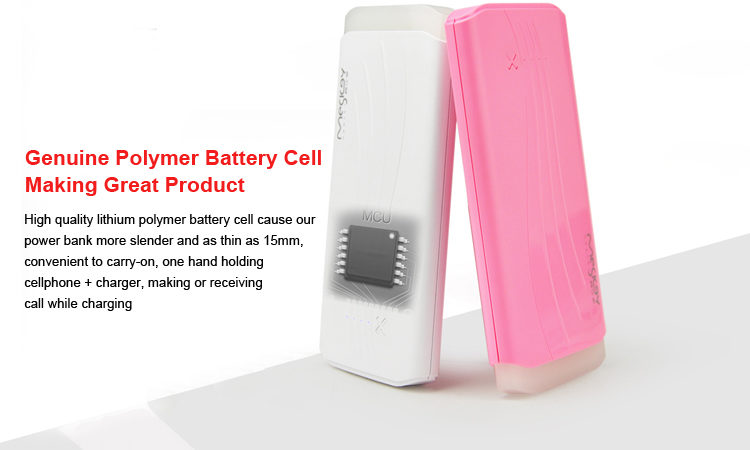 Genuine Polymer Battery Cell
Making Great Product
High quality lithium polymer battery cell cause our
power bank more slender and as thin as 15mm,
convenient to carry-on, one hand holding
cellphone + charger, making or receiving
call while charging
MCU